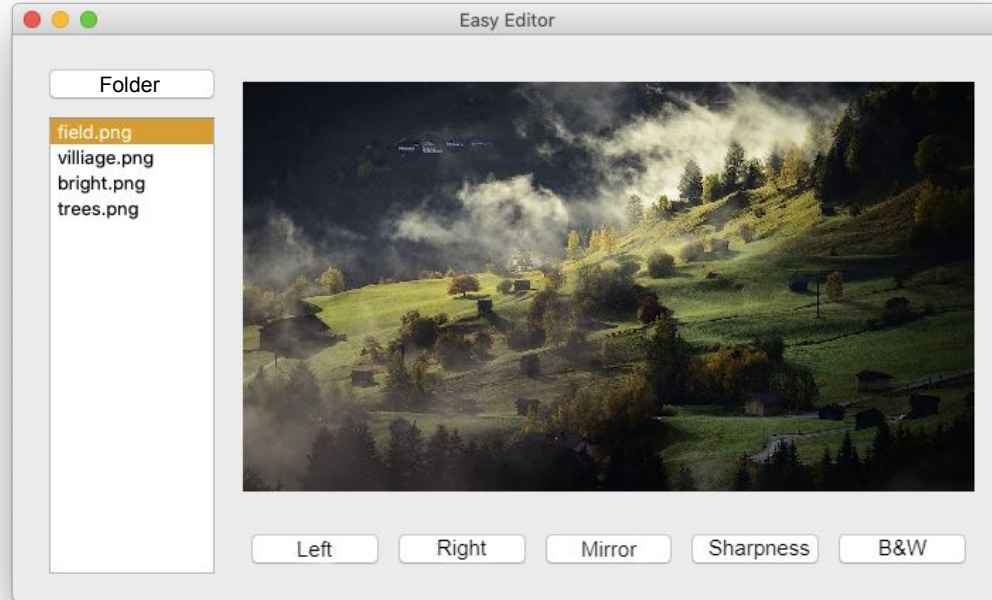 Easy Editor
Folder
field.png
villiage.png
bright.png
trees.png
Left
Right
Mirror
Sharpness
B&W